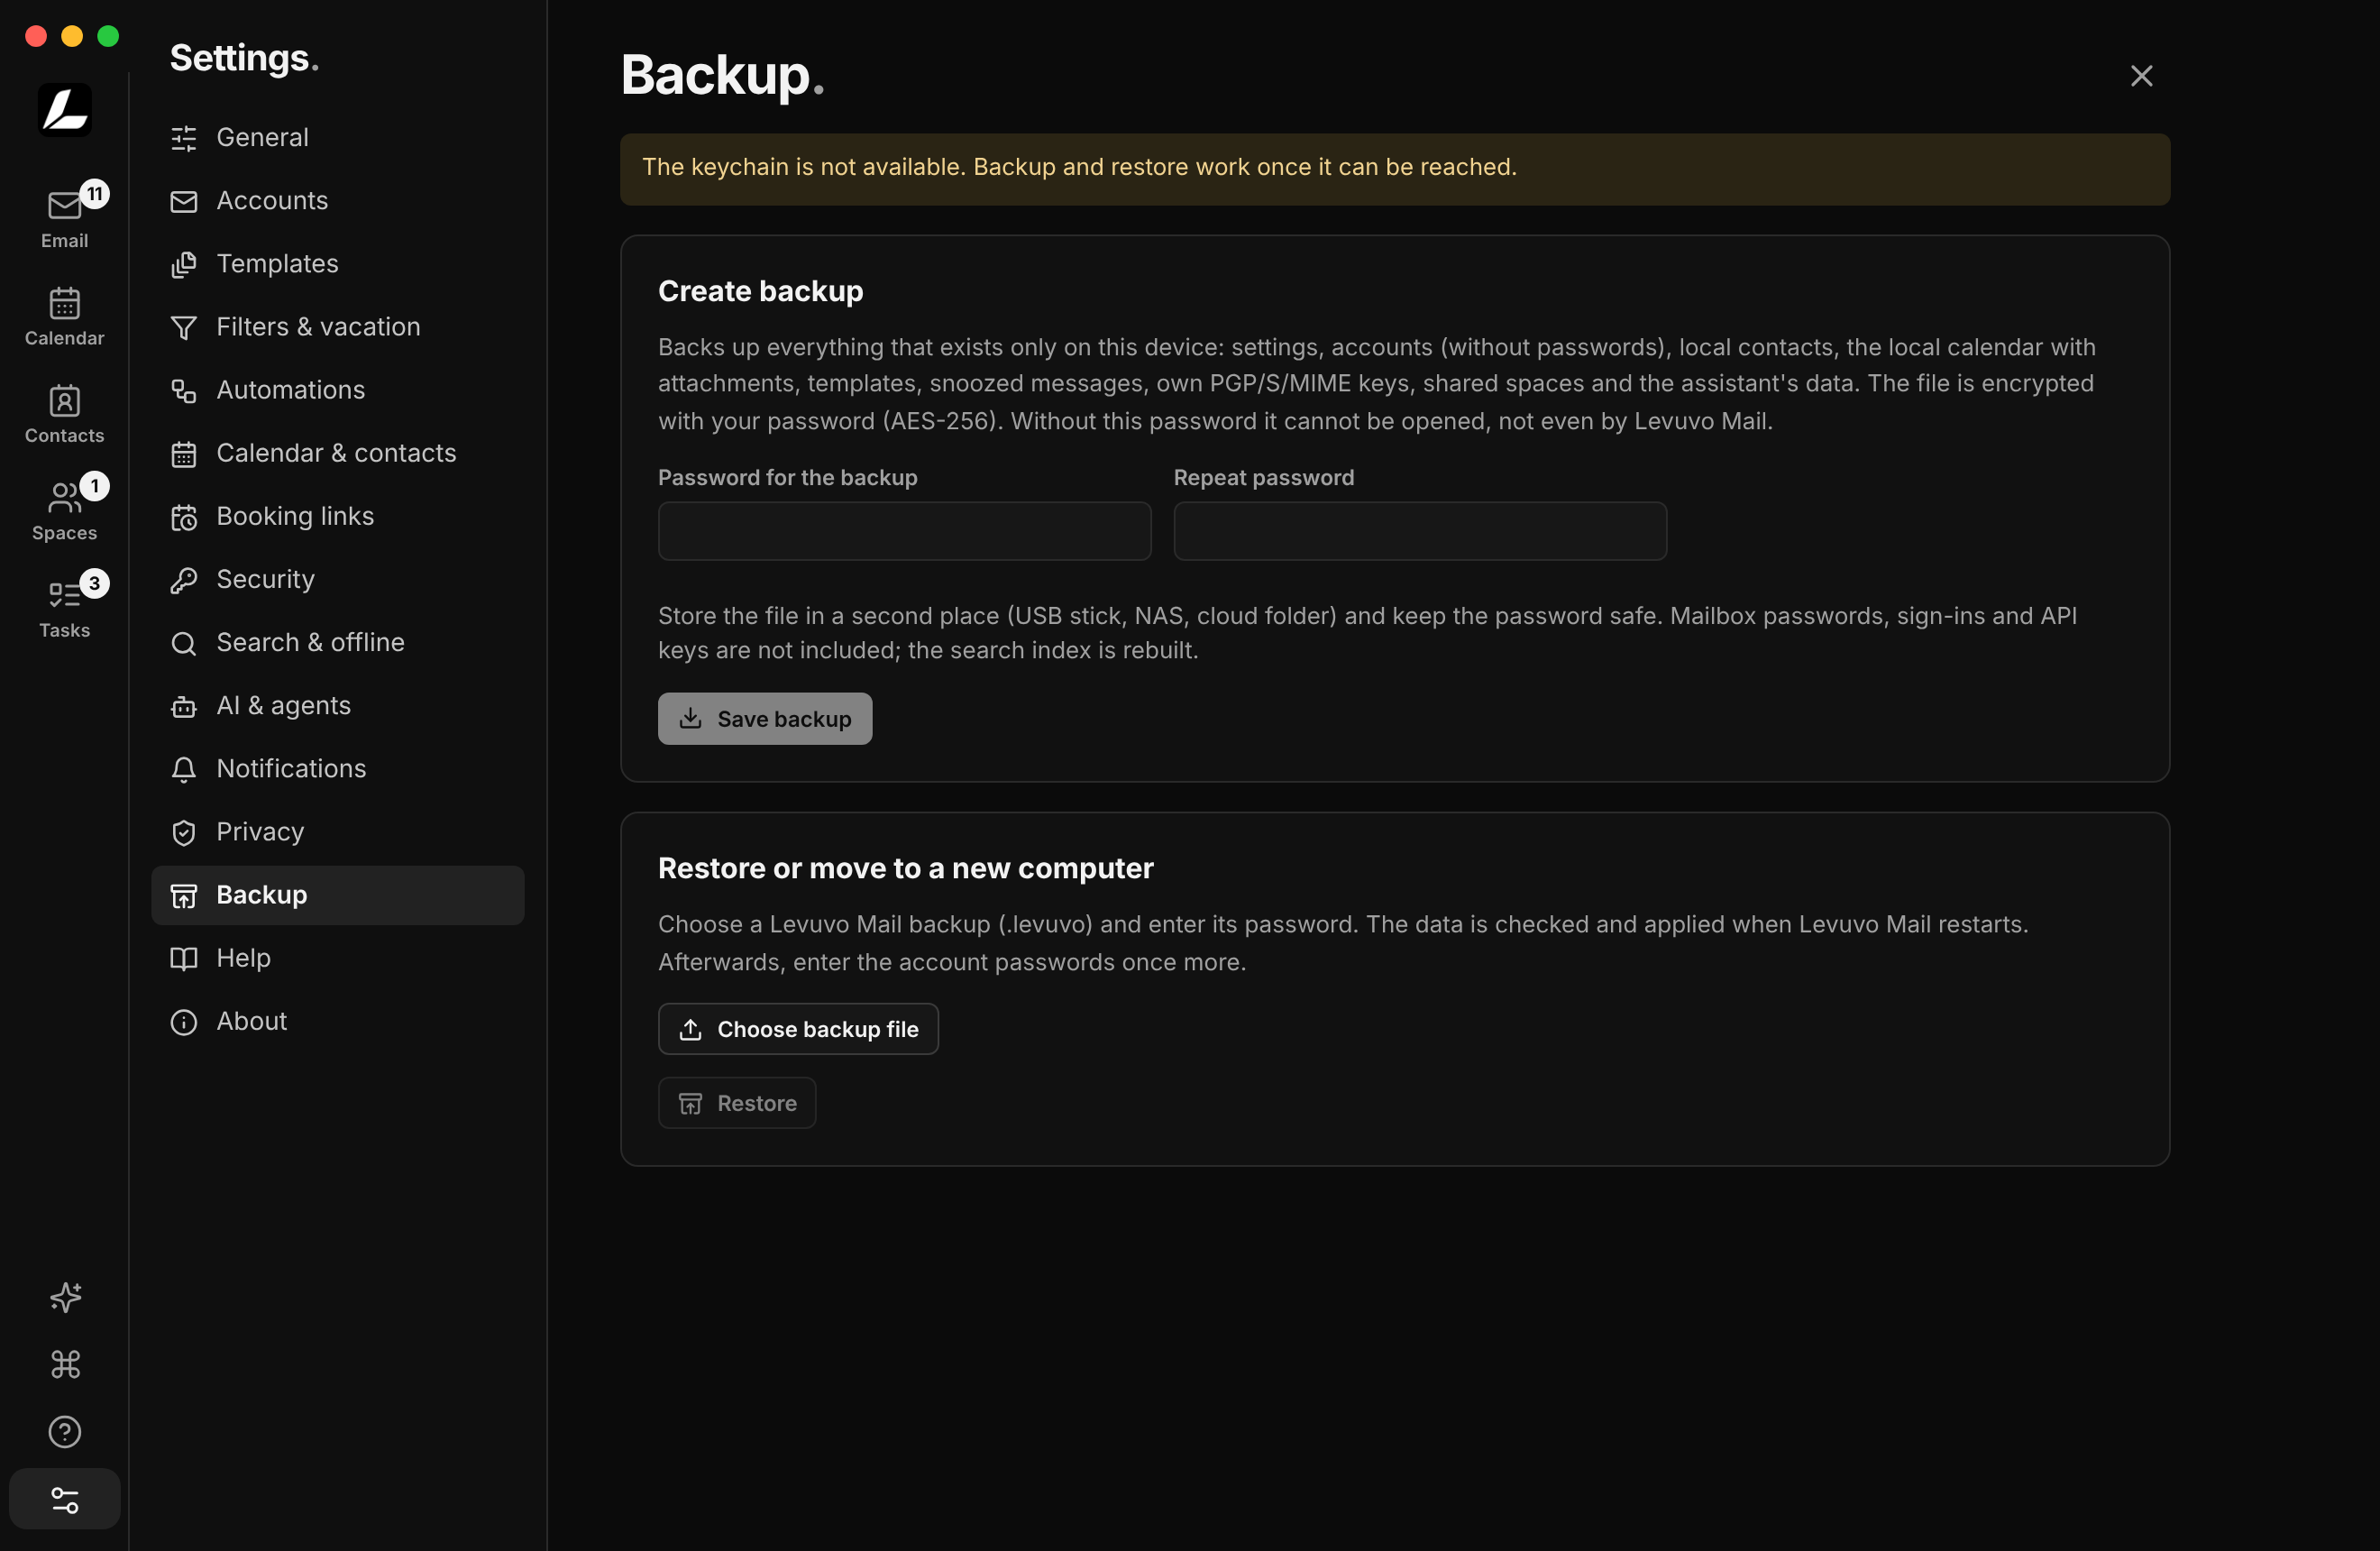 Settings.
General
Accounts
Templates
Filters & vacation
Automations
Calendar & contacts
Booking links
Security
Search & offline
AI & agents
Notifications
Privacy
Backup
Help
About
11
Email
Calendar
Contacts
1
Spaces
3
Tasks
Backup.
The keychain is not available. Backup and restore work once it can be reached.
Create backup
Backs up everything that exists only on this device: settings, accounts (without passwords), local contacts, the local calendar with
attachments, templates, snoozed messages, own PGP/S/MIME keys, shared spaces and the assistant's data. The file is encrypted
with your password (AES-256). Without this password it cannot be opened, not even by Levuvo Mail.
Password for the backup
Repeat password
Store the file in a second place (USB stick, NAS, cloud folder) and keep the password safe. Mailbox passwords, sign-ins and API
keys are not included; the search index is rebuilt.
Save backup
Restore or move to a new computer
Choose a Levuvo Mail backup (.levuvo) and enter its password. The data is checked and applied when Levuvo Mail restarts.
Afterwards, enter the account passwords once more.
Choose backup file
Restore